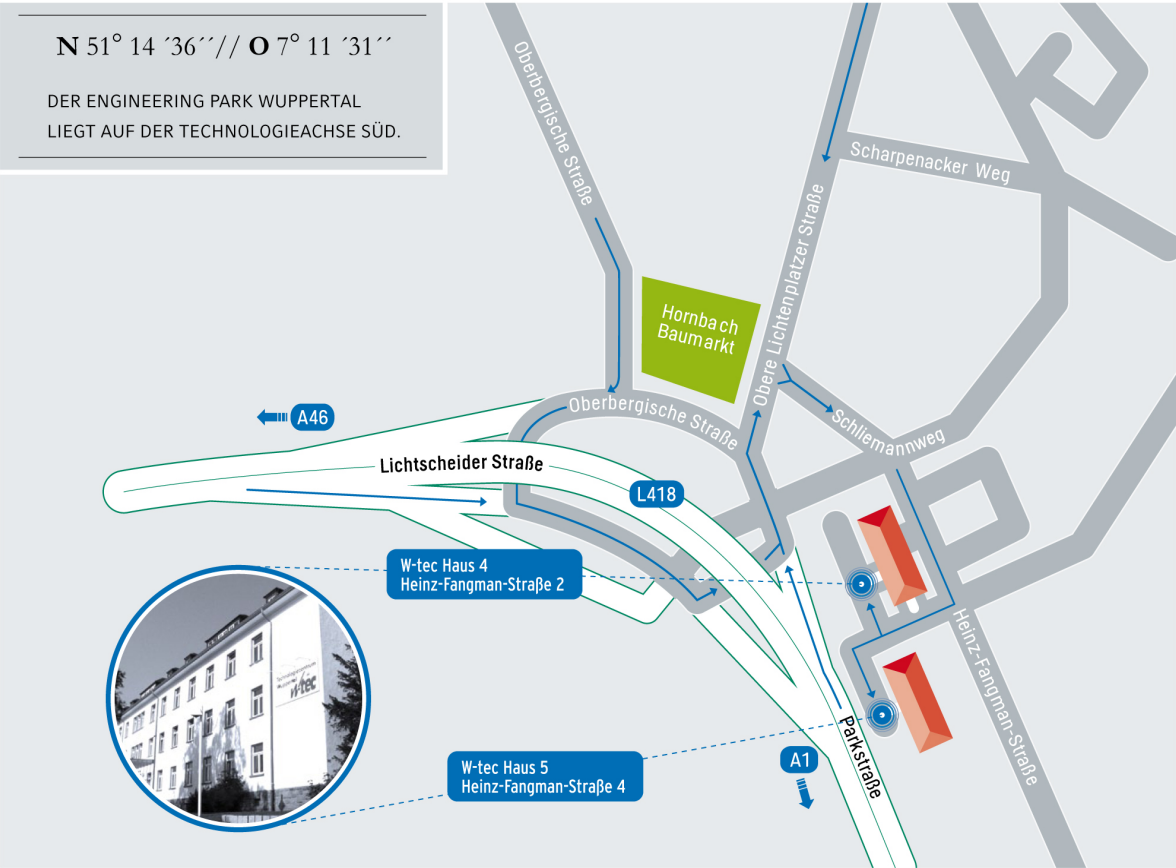 N 51° 14 ´36´´// O 7° 11 ´31´´
DER ENGINEERING PARK WUPPERTAL
LIEGT AUF DER TECHNOLOGIEACHSE SÜD.
Oberbergische Straße
Scharpenacker Weg
Obere Lichtenplatzer Straße
Hornbach
Baumarkt
A46
Oberbergische Straße
Schliemannweg
Lichtscheider Straße
L418
W-tec Haus 4
Heinz-Fangman-Straße 2
Heinz-Fangman-Straße
w-tec
Parkstraße
A1
W-tec Haus 5
Heinz-Fangman-Straße 4